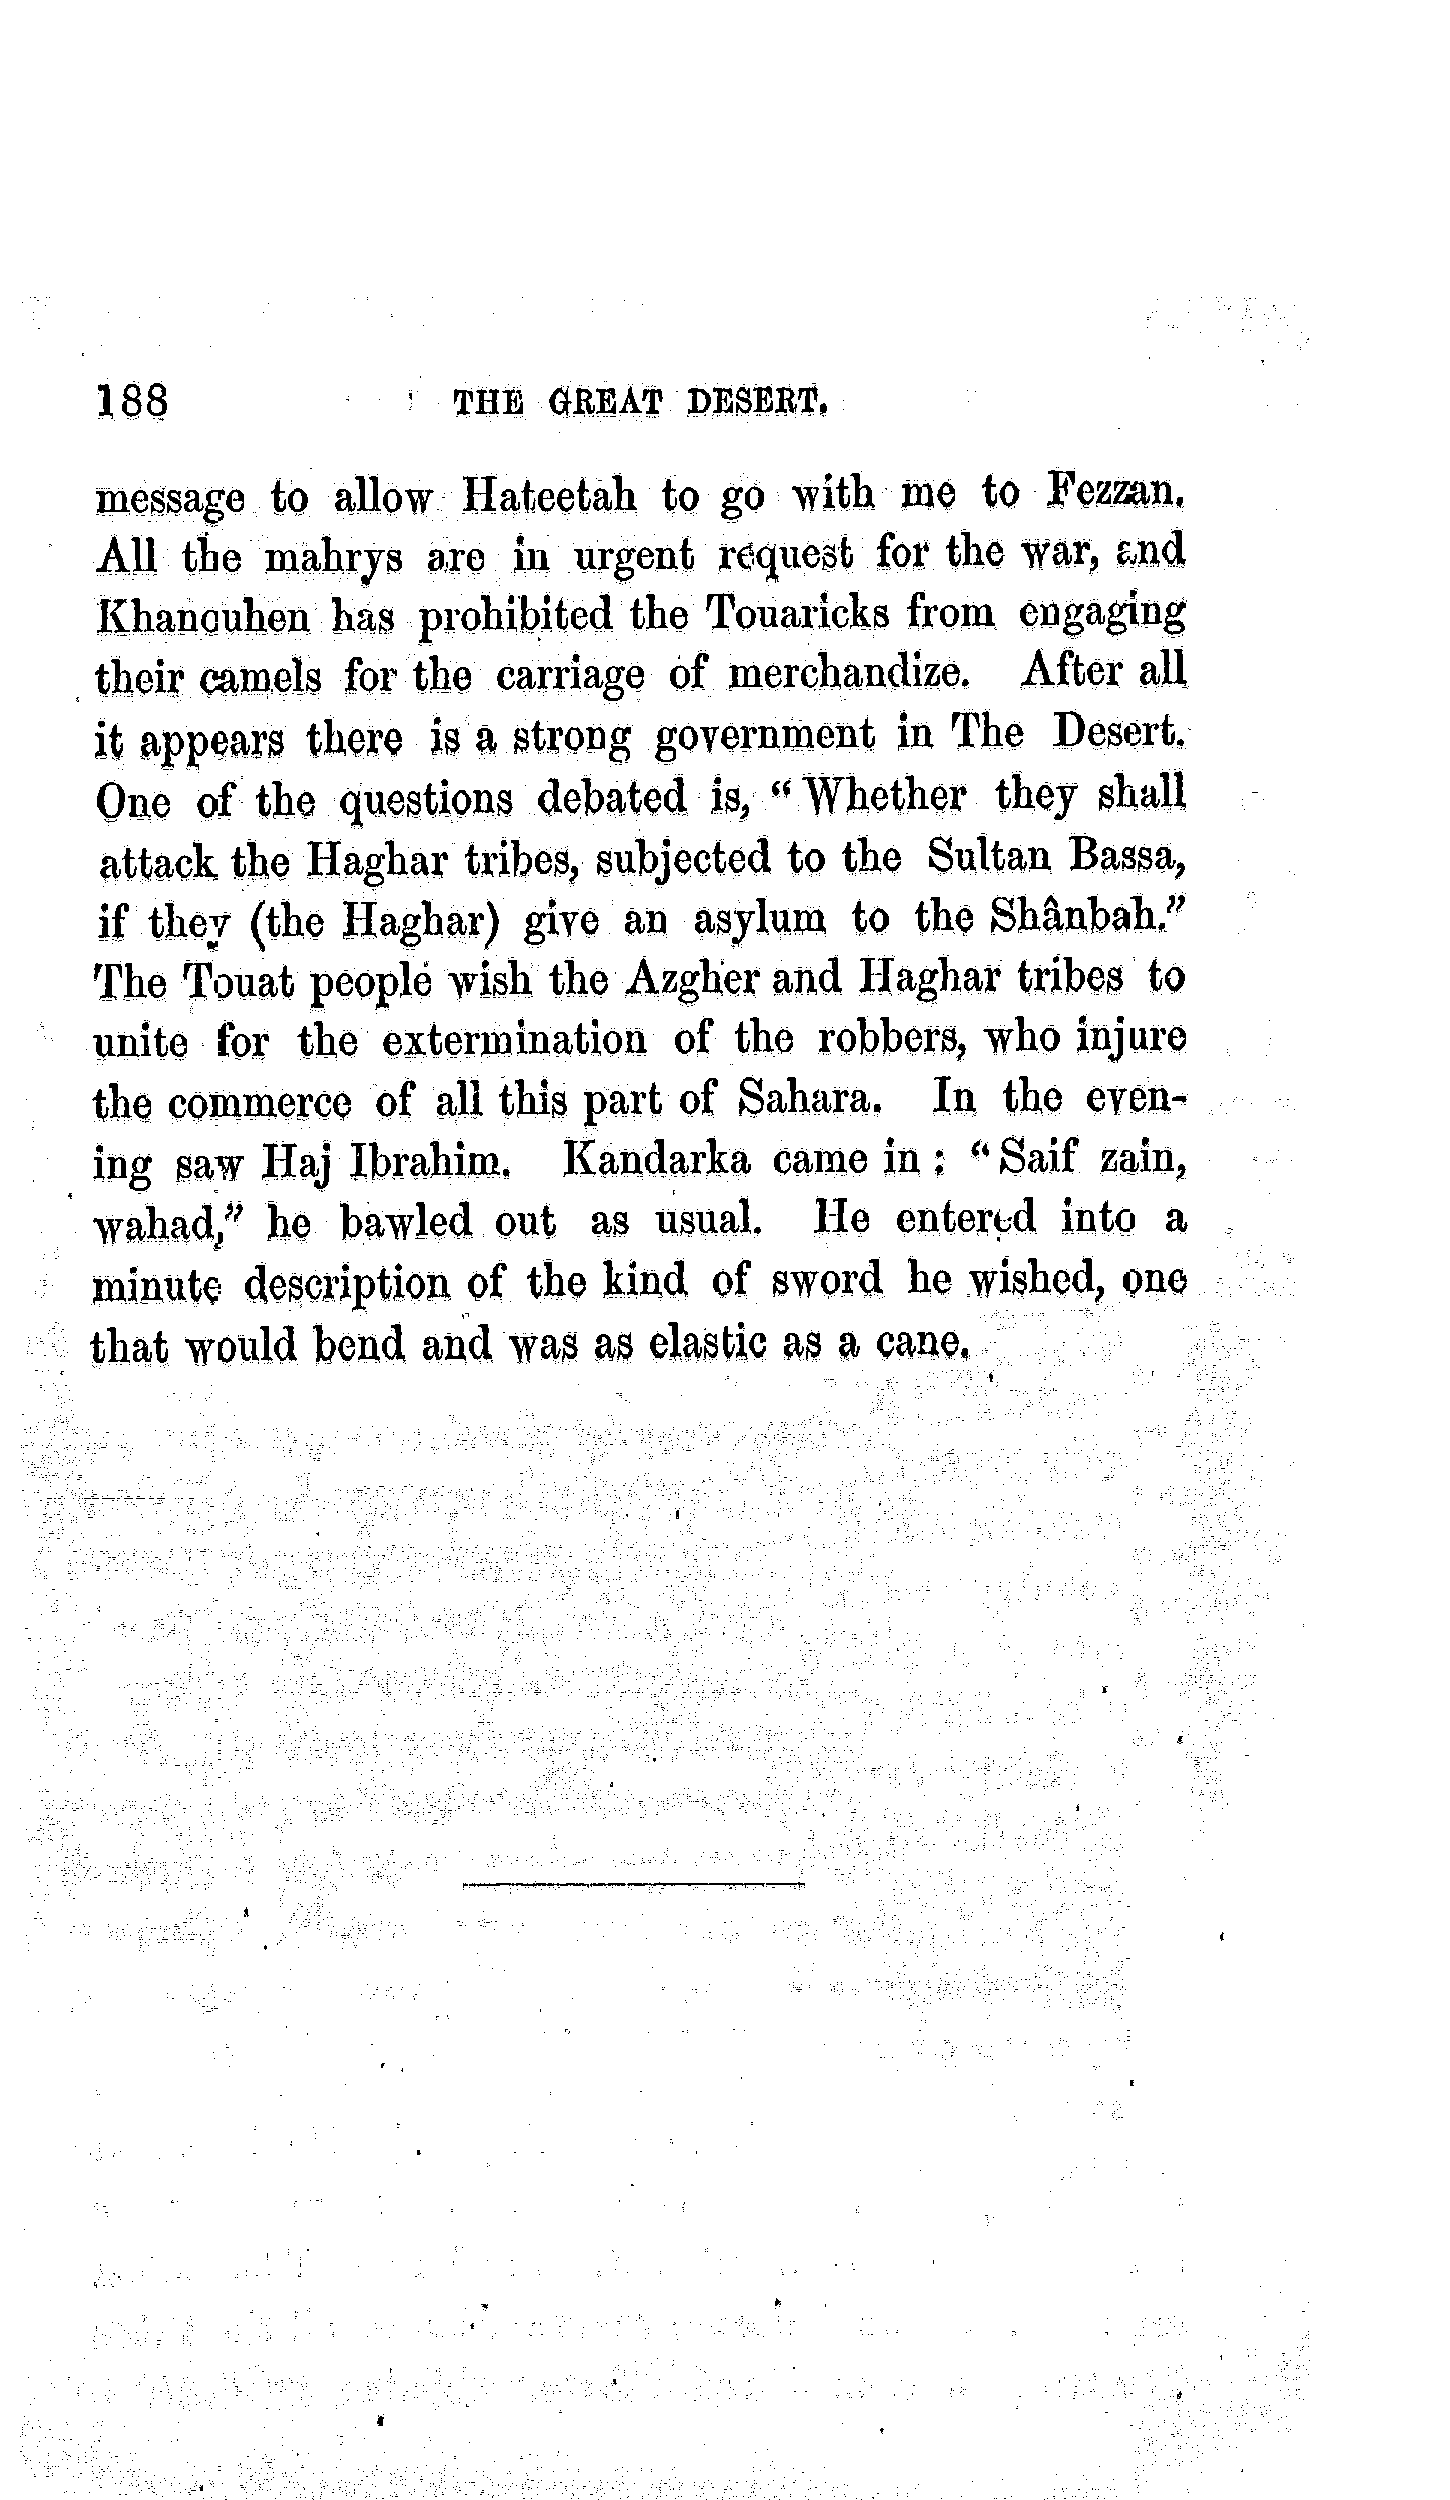 188 THE GREAT DESERT.
message to allow Hateetah to go with me to Fezzan.
All the mahrys are in urgent request for the war, and
Khanouhen has prohibited the Touaricks from engaging
their camels for the carriage of merchandize. After all
it appears there is a strong government in The Desert.
One of the questions debated is, “Whether they shall
attack the Haghar tribes, subjected to the Sultan Bassa,
if they (the Haghar) give an asylum to the Shânbah.”
The Touat people wish the Azgher and Haghar tribes to
unite for the extermination of the robbers, who injure
the commerce of all this part of Sahara. In the even-
ing saw Haj Ibrahim. Kandarka came in : “Saif zain,
wahad,” he bawled out as usual. He entered into a
minute description of the kind of sword he wished, one
that would bend and was as elastic as a cane.